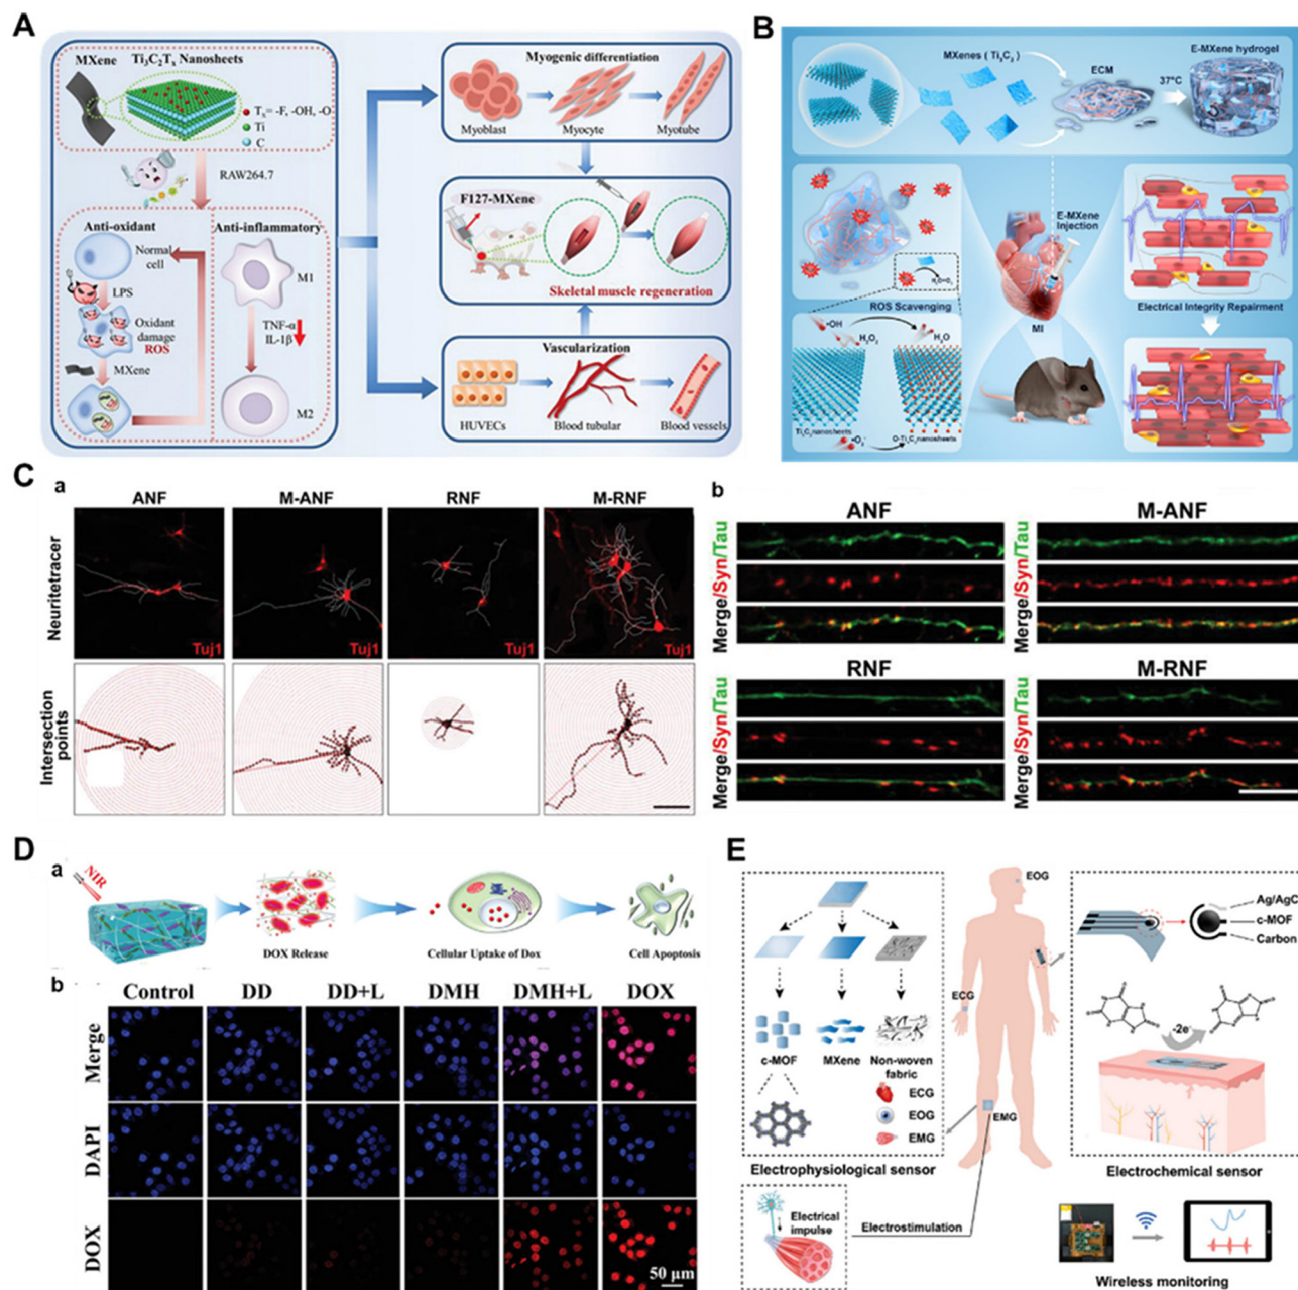 A
MXene
Ti₃C₂Tₓ Nanosheets
Tₓ= -F, -OH, -O
Ti
C
RAW264.7
Anti-oxidant
Normal
cell
LPS
Oxidant
damage
ROS
MXene
Anti-inflammatory
M1
TNF-α
IL-1β
M2
Myogenic differentiation
Myoblast
Myocyte
Myotube
F127-MXene
Skeletal muscle regeneration
Vascularization
HUVECs
Blood tubular
Blood vessels
B
MXenes ( Ti₃C₂ )
ECM
37°C
E-MXene hydrogel
E-MXene
Injection
ROS Scavenging
•OH
H₂O₂
H₂O
Ti₃C₂nanosheets
O-Ti₃C₂nanosheets
MI
Electrical Integrity Repairment
C
a
ANF
M-ANF
RNF
M-RNF
Neuritetracer
Tuj1
Tuj1
Tuj1
Tuj1
Intersection
points
b
ANF
M-ANF
Merge/Syn/Tau
Merge/Syn/Tau
RNF
M-RNF
Merge/Syn/Tau
Merge/Syn/Tau
D
a
NIR
DOX Release
Cellular Uptake of Dox
Cell Apoptosis
b
Control
DD
DD+L
DMH
DMH+L
DOX
Merge
DAPI
DOX
50 μm
E
c-MOF
MXene
Non-woven
fabric
ECG
EOG
EMG
Electrophysiological sensor
EOG
ECG
EMG
Ag/AgC
c-MOF
Carbon
-2e⁻
Electrochemical sensor
Electrical
impulse
Electrostimulation
Wireless monitoring